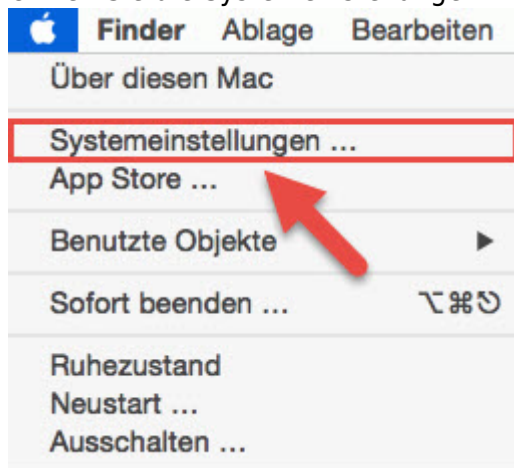 Finder Ablage Bearbeiten
Über diesen Mac
Systemeinstellungen ...
App Store ...
Benutzte Objekte ▶
Sofort beenden ... ⌥⌘⎋
Ruhezustand
Neustart ...
Ausschalten ...